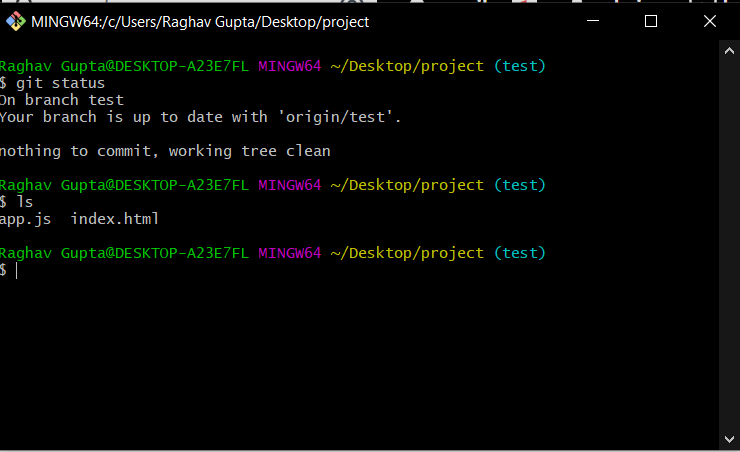 MINGW64:/c/Users/Raghav Gupta/Desktop/project
Raghav Gupta@DESKTOP-A23E7FL MINGW64 ~/Desktop/project (test)
$ git status
On branch test
Your branch is up to date with 'origin/test'.
nothing to commit, working tree clean
Raghav Gupta@DESKTOP-A23E7FL MINGW64 ~/Desktop/project (test)
$ ls
app.js  index.html
Raghav Gupta@DESKTOP-A23E7FL MINGW64 ~/Desktop/project (test)
$